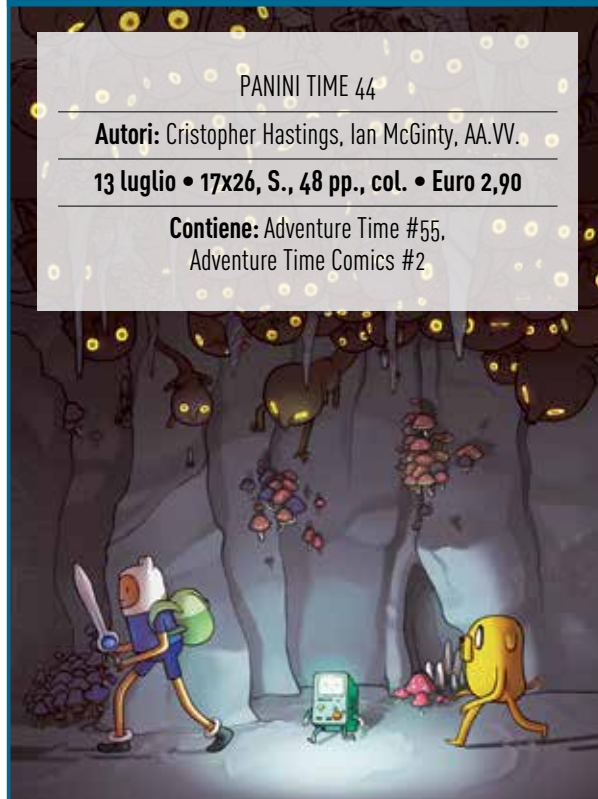 PANINI TIME 44
Autori: Cristopher Hastings, Ian McGinty, AA.VV.
13 luglio • 17x26, S., 48 pp., col. • Euro 2,90
Contiene: Adventure Time #55,
Adventure Time Comics #2